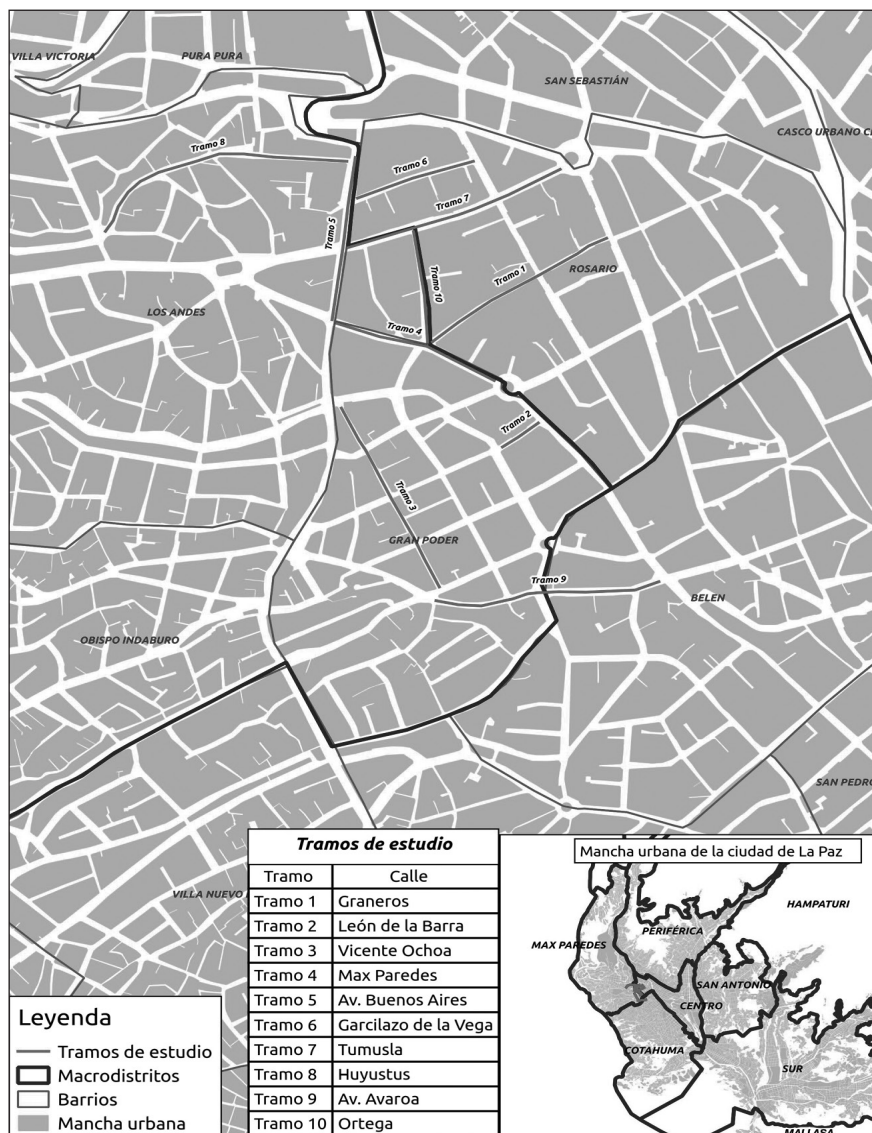 VILLA VICTORIA
PURA PURA
SAN SEBASTIÁN
CASCO URBANO CE
Tramo 8
Tramo 6
Tramo 7
Tramo 5
Tramo 10
Tramo 1
ROSARIO
LOS ANDES
Tramo 4
Tramo 2
Tramo 3
GRAN PODER
Tramo 9
BELEN
OBISPO INDABURO
SAN PEDRO
VILLA NUEVO
Tramos de estudio
Tramo Calle
Tramo 1 Graneros
Tramo 2 León de la Barra
Tramo 3 Vicente Ochoa
Tramo 4 Max Paredes
Tramo 5 Av. Buenos Aires
Tramo 6 Garcilazo de la Vega
Tramo 7 Tumusla
Tramo 8 Huyustus
Tramo 9 Av. Avaroa
Tramo 10 Ortega
Leyenda
Tramos de estudio
Macrodistritos
Barrios
Mancha urbana
Mancha urbana de la ciudad de La Paz
HAMPATURI
PERIFÉRICA
MAX PAREDES
SAN ANTONIO
CENTRO
COTAHUMA
SUR
MALLASA